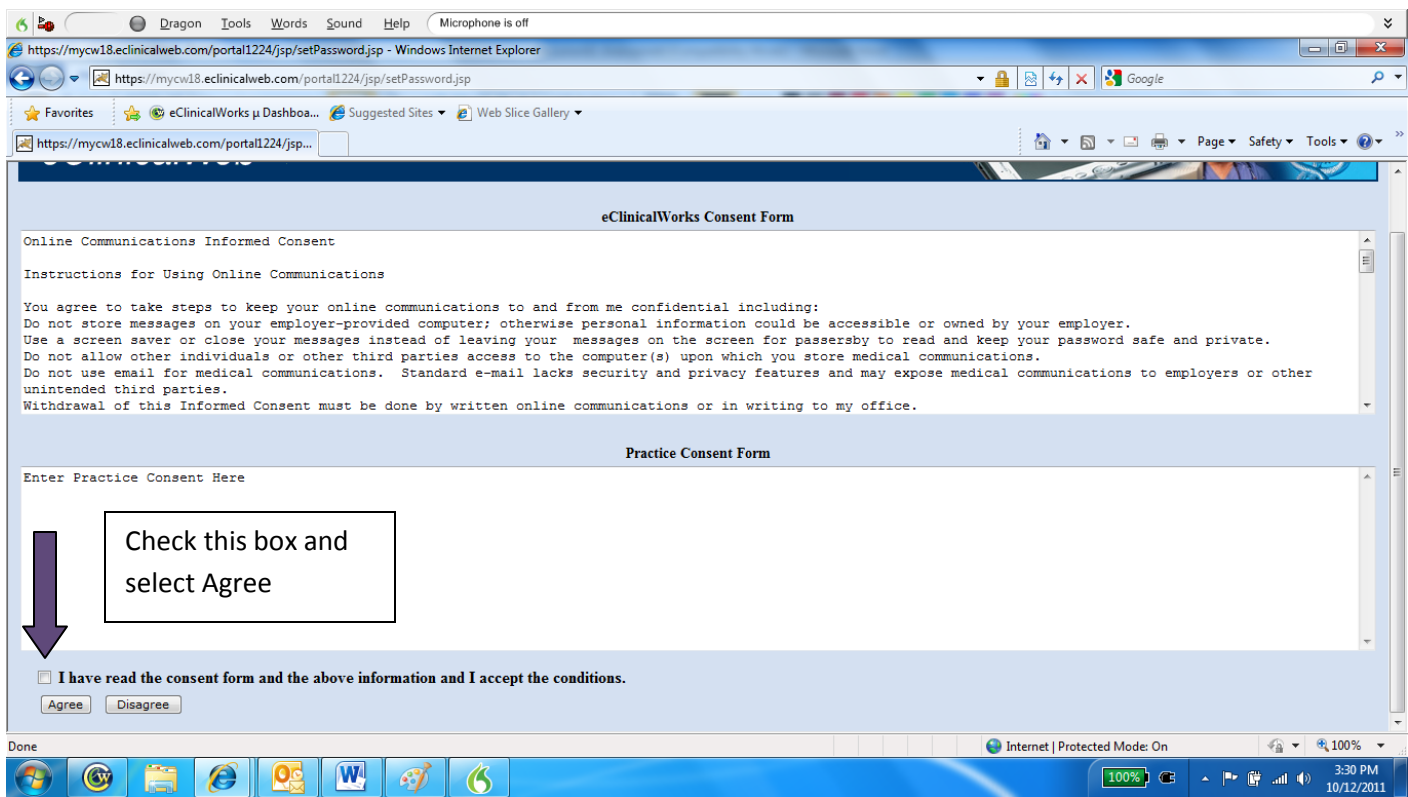 Dragon Tools Words Sound Help Microphone is off
https://mycw18.eclinicalweb.com/portal1224/jsp/setPassword.jsp - Windows Internet Explorer
https://mycw18.eclinicalweb.com/portal1224/jsp/setPassword.jsp Google
Favorites eClinicalWorks µ Dashboa... Suggested Sites Web Slice Gallery
https://mycw18.eclinicalweb.com/portal1224/jsp... Page Safety Tools
eClinicalWeb
eClinicalWorks Consent Form
Online Communications Informed Consent
Instructions for Using Online Communications
You agree to take steps to keep your online communications to and from me confidential including:
Do not store messages on your employer-provided computer; otherwise personal information could be accessible or owned by your employer.
Use a screen saver or close your messages instead of leaving your messages on the screen for passersby to read and keep your password safe and private.
Do not allow other individuals or other third parties access to the computer(s) upon which you store medical communications.
Do not use email for medical communications. Standard e-mail lacks security and privacy features and may expose medical communications to employers or other
unintended third parties.
Withdrawal of this Informed Consent must be done by written online communications or in writing to my office.
Practice Consent Form
Enter Practice Consent Here
Check this box and
select Agree
I have read the consent form and the above information and I accept the conditions.
Agree Disagree
Done Internet | Protected Mode: On 100%
100% 3:30 PM
10/12/2011